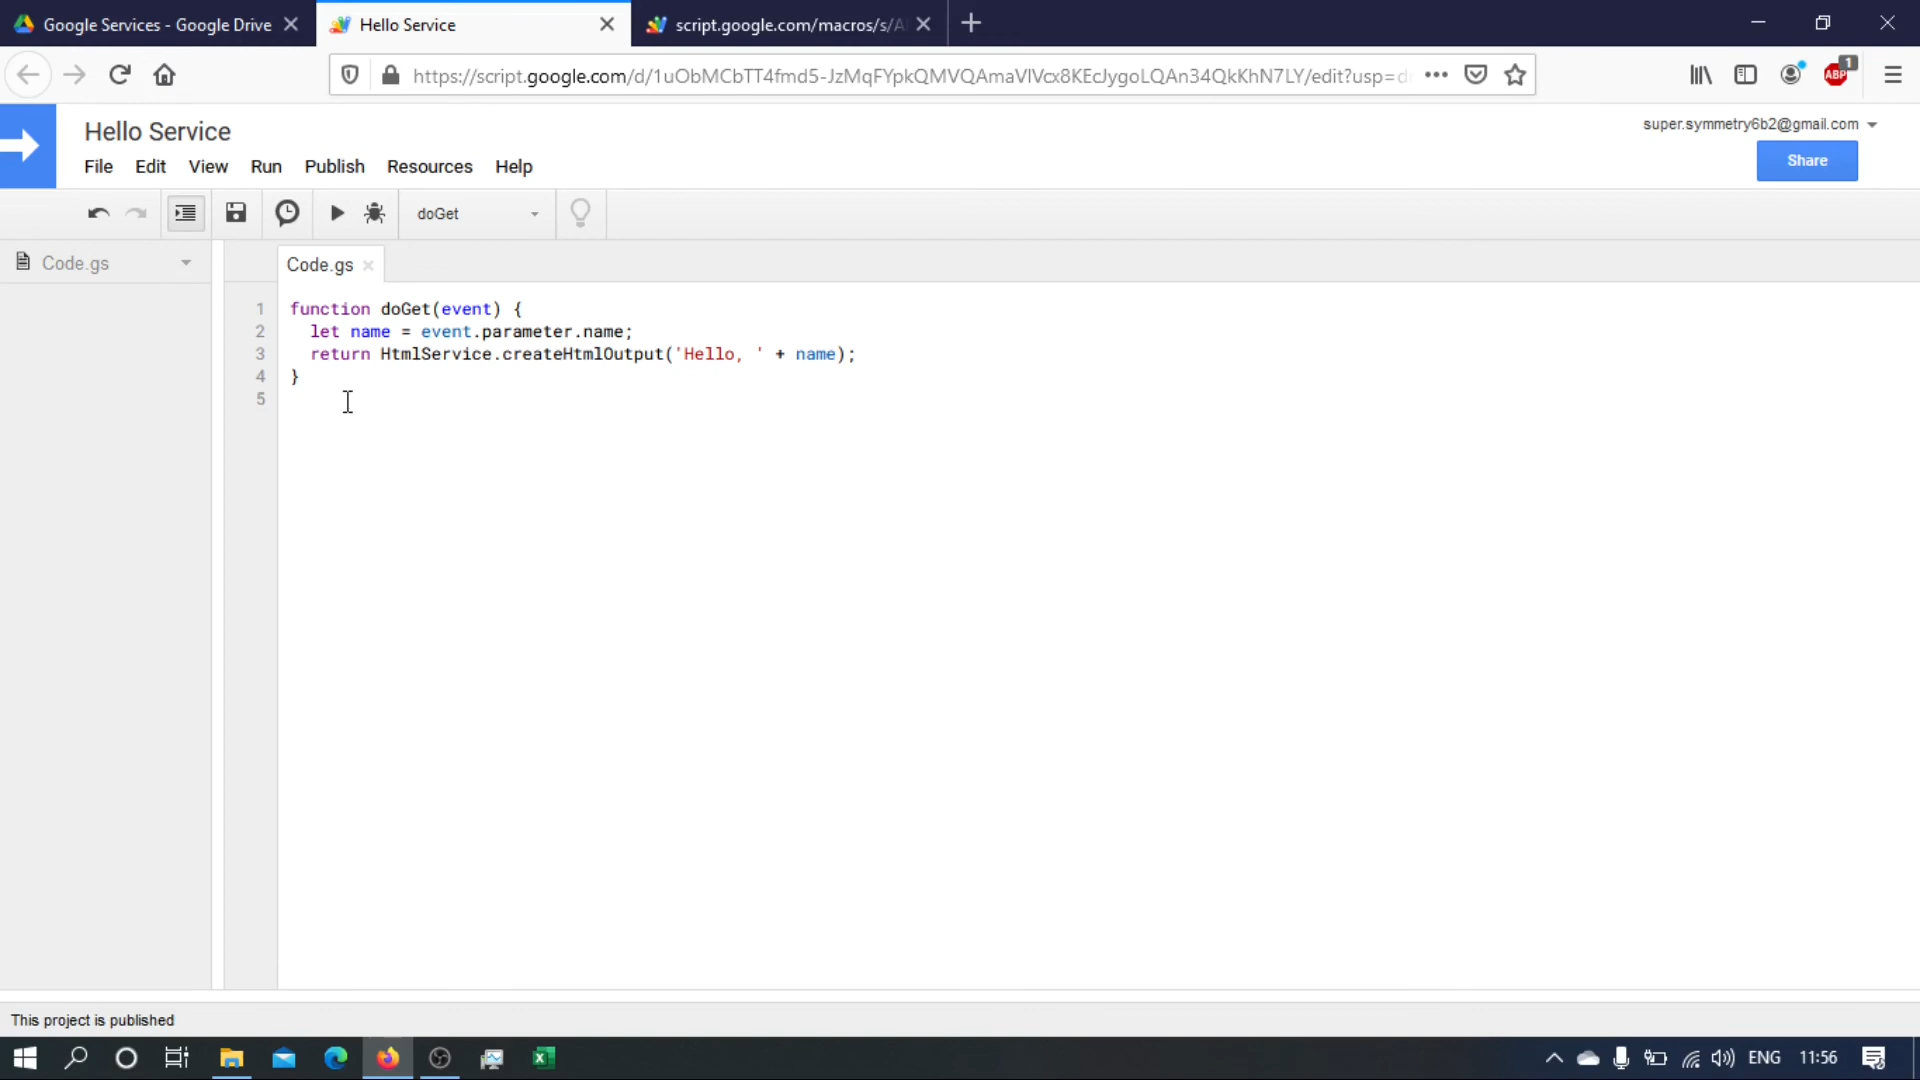 Google Services - Google Drive
Hello Service
script.google.com/macros/s/A
https://script.google.com/d/1uObMCbTT4fmd5-JzMqFYpkQMVQAmaVlVcx8KEcJygoLQAn34QkKhN7LY/edit?usp=d
ABP
1
Hello Service
super.symmetry6b2@gmail.com
File
Edit
View
Run
Publish
Resources
Help
Share
doGet
Code.gs
Code.gs
1 function doGet(event) {
2 let name = event.parameter.name;
3 return HtmlService.createHtmlOutput('Hello, ' + name);
4 }
5
This project is published
ENG
11:56